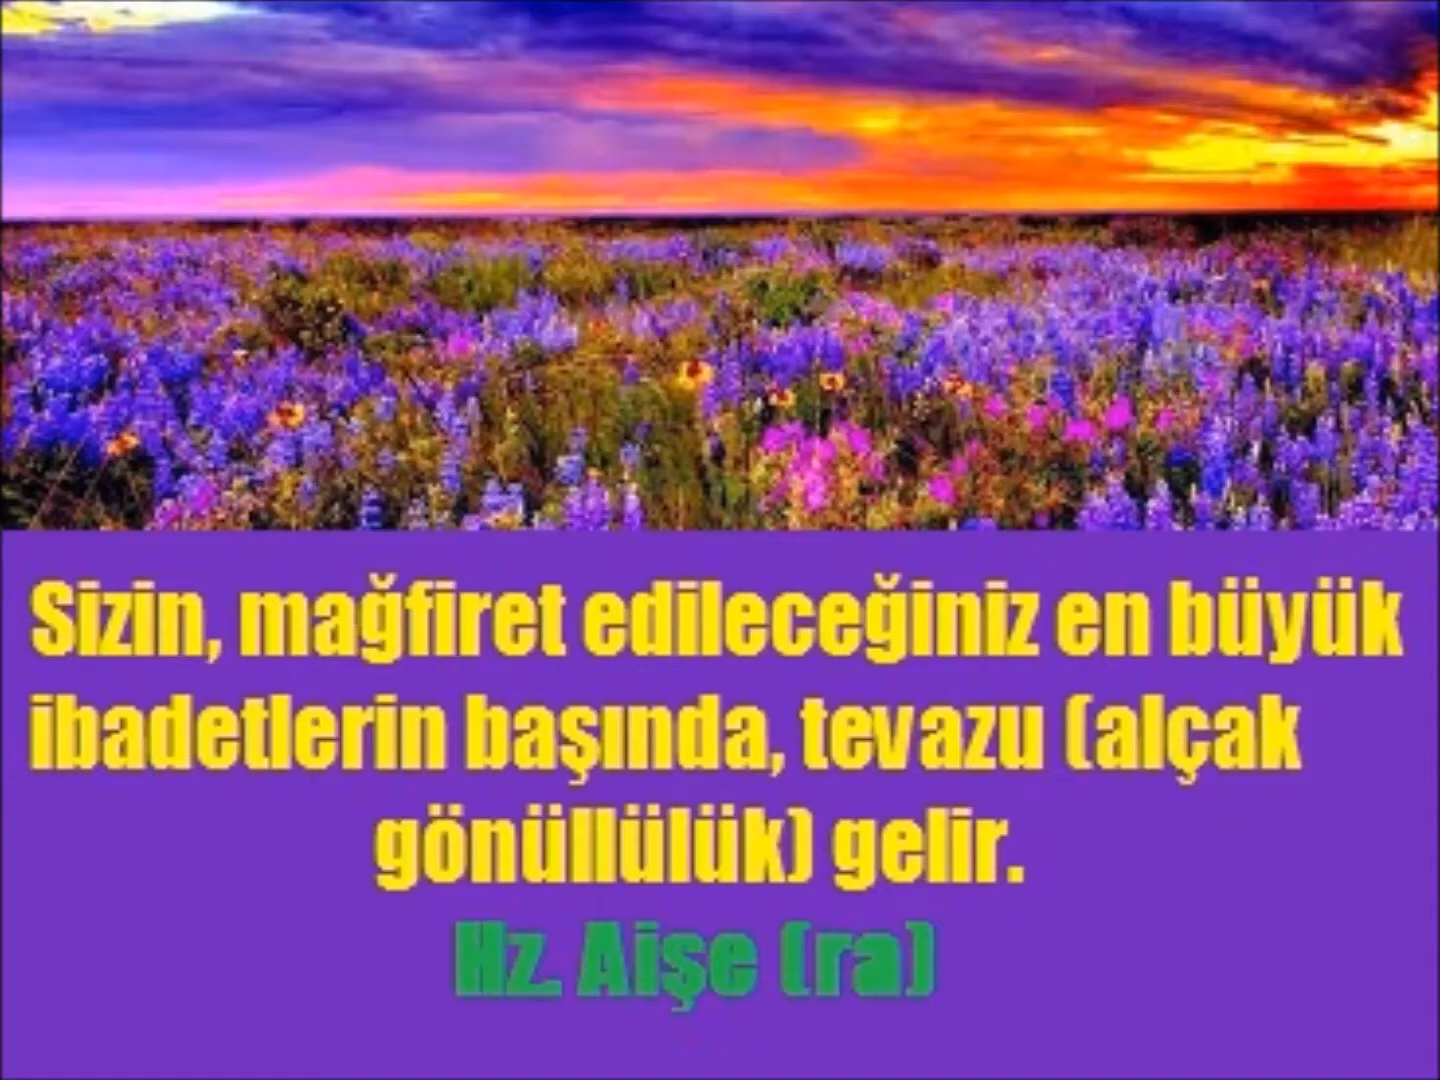 Sizin, mağfiret edileceğiniz en büyük
ibadetlerin başında, tevazu (alçak
gönüllülük) gelir.
Hz. Aişe (ra)